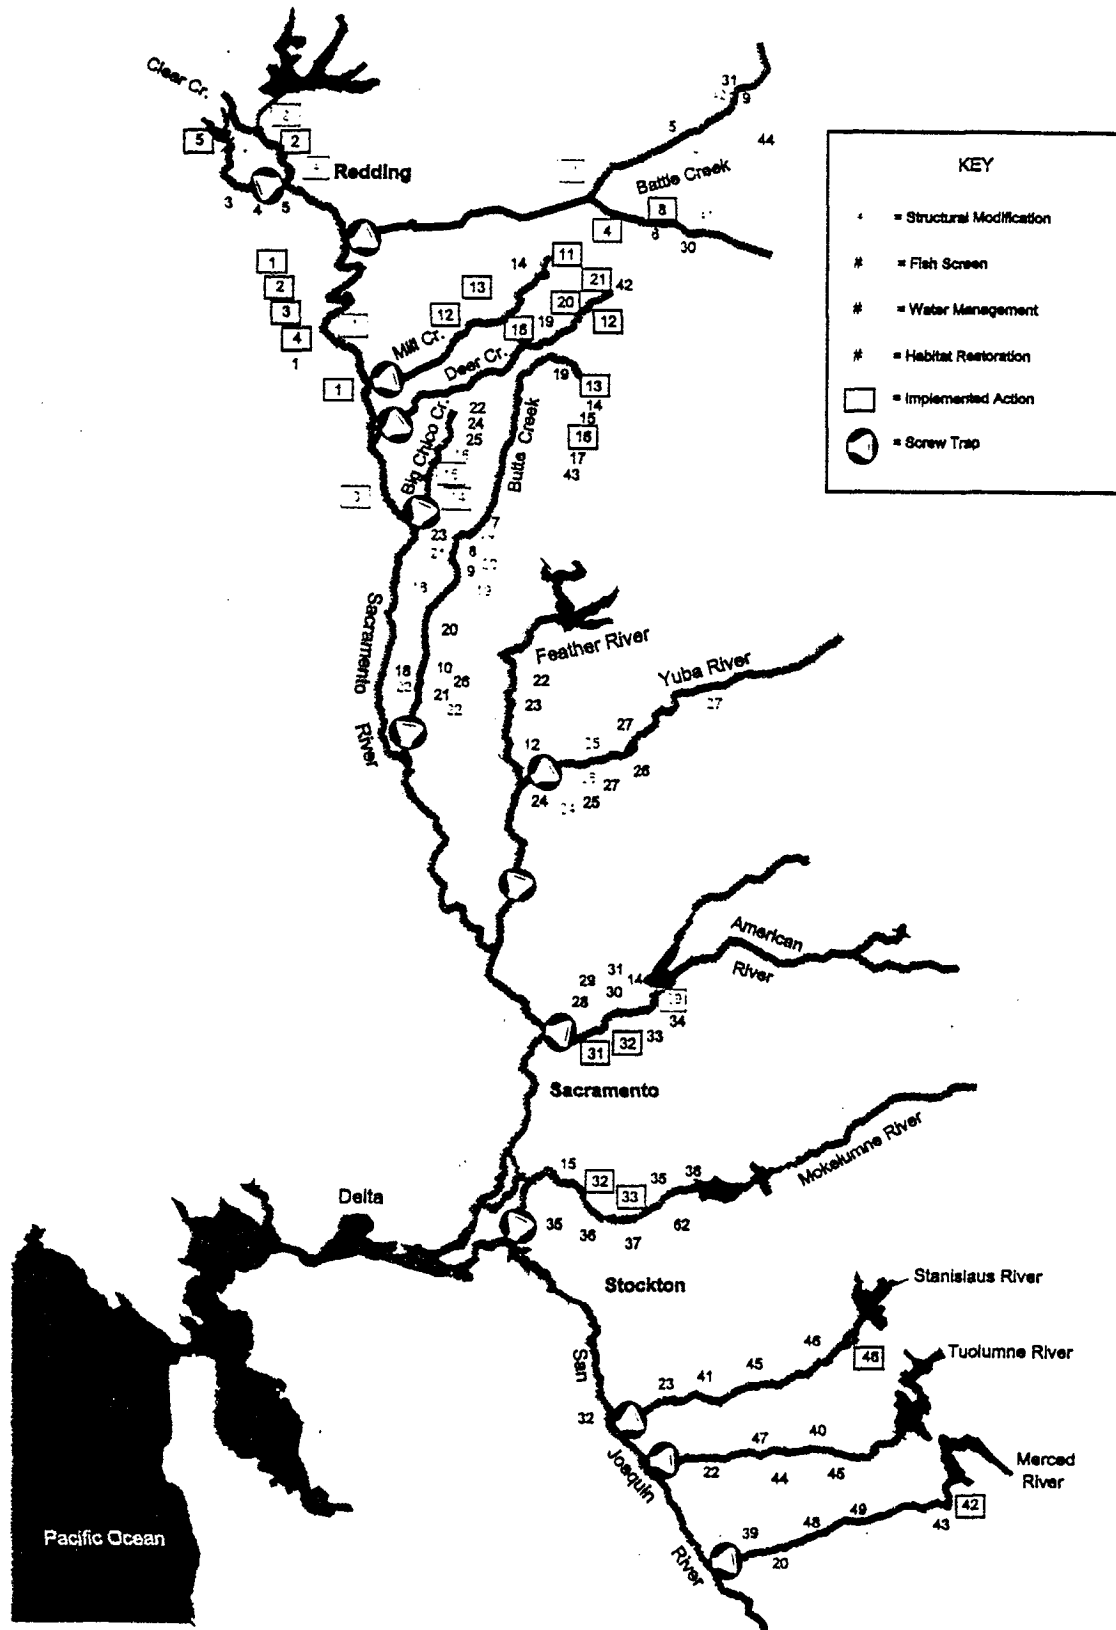 Clear Cr.
5
2
Redding
3
4
5
31
9
5
44
Battle Creek
4
8
30
KEY
= Structural Modification
# = Fish Screen
# = Water Management
# = Habitat Restoration
= Implemented Action
= Screw Trap
1
2
3
4
1
1
14
11
13
12
Mill Cr.
21
20
42
12
19
Deer Cr.
19
13
14
15
17
43
Butte Creek
Big Chico Cr.
22
24
25
23
7
8
9
20
10
26
21
Sacramento
River
Feather River
22
23
Yuba River
27
12
24
25
27
26
American
River
29
31
14
30
28
34
33
32
31
Sacramento
15
32
33
35
38
Mokelumne River
35
36
37
62
Delta
Stockton
San
Joaquin
River
Stanislaus River
46
45
41
23
32
Tuolumne River
47
40
22
44
45
Merced
River
42
43
49
48
39
20
Pacific Ocean